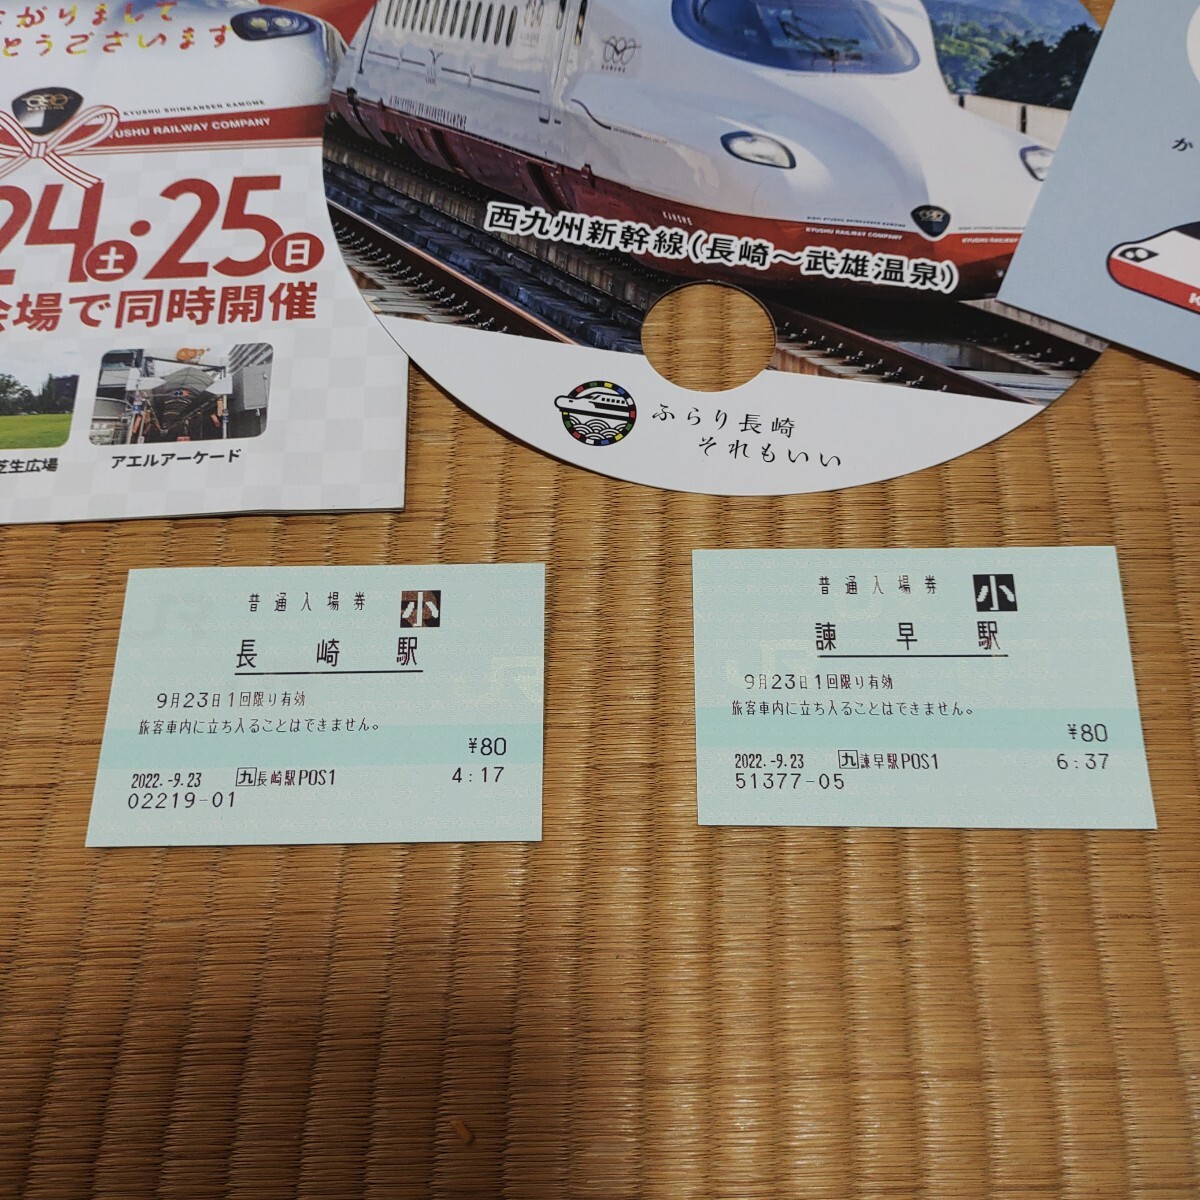 がりまして
とうございます
KYUSHU SHINKANSEN KAMOME
KYUSHU RAILWAY COMPANY
24土・25日
会場で同時開催
芝生広場
アエルアーケード
KAMOME
KYUSHU RAILWAY COMPANY
西九州新幹線(長崎〜武雄温泉)
ふらり長崎
それもいい
か
普通入場券 小
長崎駅
9月23日1回限り有効
旅客車内に立ち入ることはできません。
¥80
2022.-9.23 九長崎駅POS1 4:17
02219-01
普通入場券 小
諫早駅
9月23日1回限り有効
旅客車内に立ち入ることはできません。
¥80
2022.-9.23 九諫早駅POS1 6:37
51377-05